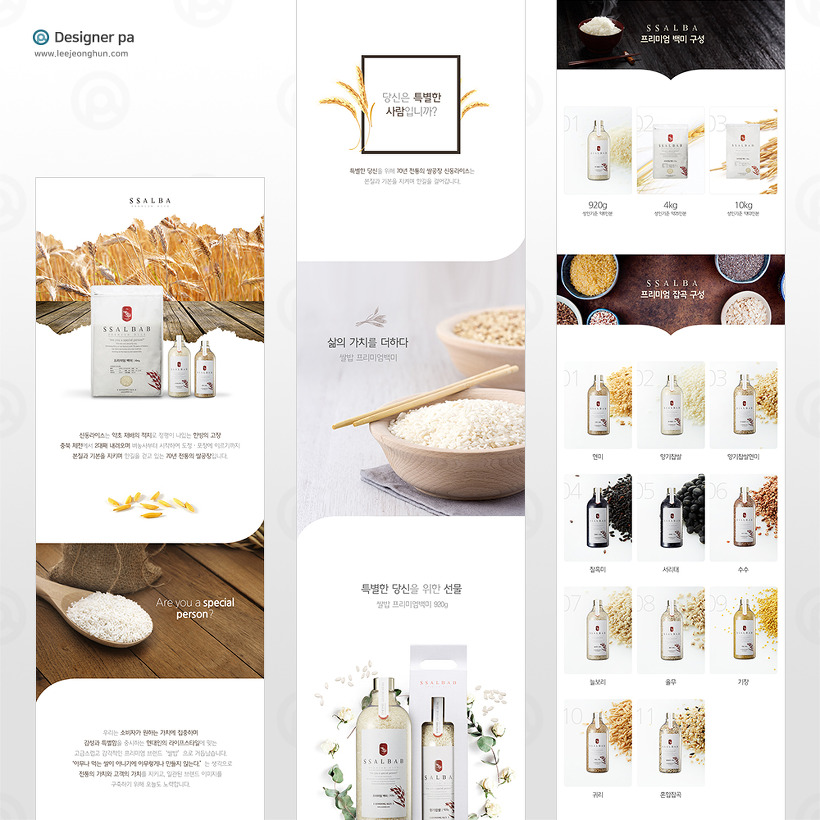 Designer pa
www.leejeonghun.com
SSALBA
SSALBAB
프리미엄 백미
신동라이스는 약초 재배의 적지로 정평이 나있는 한방의 고장
충북 제천에서 2대째 내려오며 벼농사부터 시작하여 도정·포장에 이르기까지
본질과 기본을 지키며 한길을 걷고 있는 70년 전통의 쌀공장입니다.
Are you a special
person?
우리는 소비자가 원하는 가치에 집중하며
감성과 특별함을 중시하는 현대인의 라이프스타일에 맞는
고급스럽고 감각적인 프리미엄 브랜드 '쌀밥' 으로 거듭났습니다.
"아무나 먹는 쌀이 아니기에 아무렇게나 만들지 않는다." 는 생각으로
전통의 가치와 고객의 가치를 지키고, 일관된 브랜드 이미지를
구축하기 위해 오늘도 노력합니다.
당신은 특별한
사람입니까?
특별한 당신을 위해 70년 전통의 쌀공장 신동라이스는
본질과 기본을 지키며 한길을 걸어갑니다.
삶의 가치를 더하다
쌀밥 프리미엄백미
특별한 당신을 위한 선물
쌀밥 프리미엄백미 920g
SSALBAB
SSALBAB
SALBAB
SSALBA
프리미엄 백미 구성
01
02
03
920g
4kg
10kg
SSALBA
프리미엄 잡곡 구성
01
02
03
현미
향기찹쌀
향기찹쌀현미
04
05
06
찰흑미
서리태
수수
07
08
09
늘보리
율무
기장
10
11
귀리
혼합잡곡